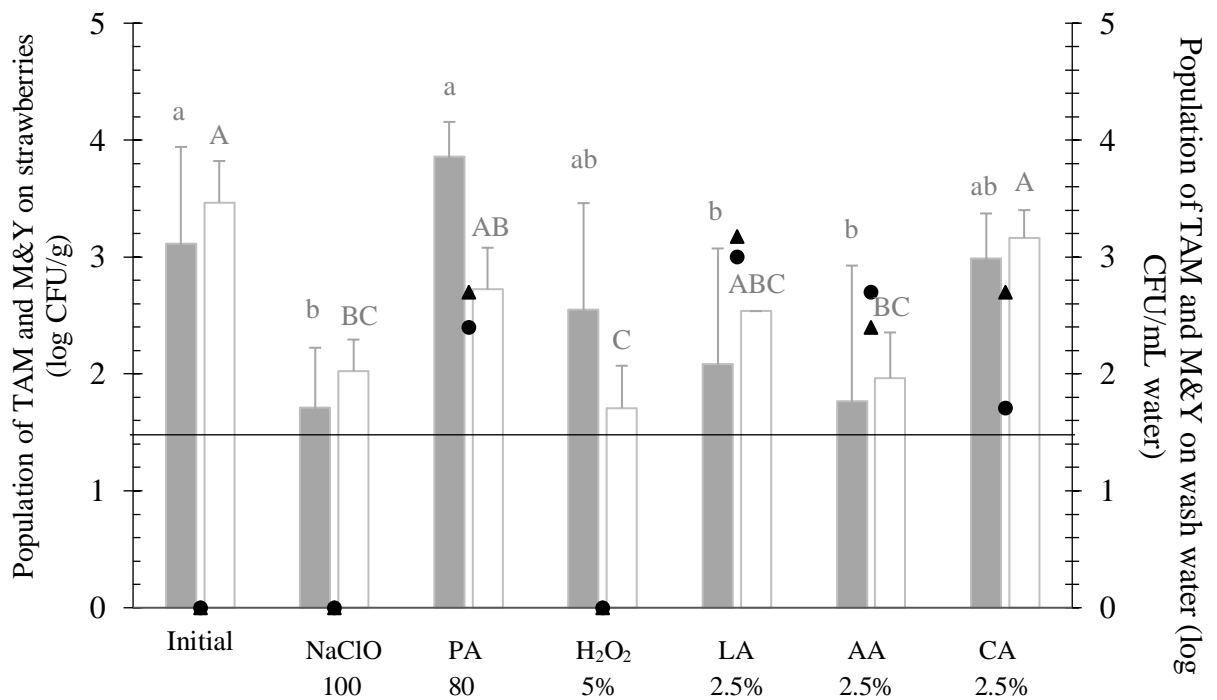 Population of TAM and M&Y on strawberries
(log CFU/g)
5
4
3
2
1
0
a
A
b
BC
a
AB
ab
C
b
ABC
b
BC
ab
A
5
4
3
2
1
0
Population of TAM and M&Y on wash water (log
CFU/mL water)
Initial
NaClO
100
PA
80
H₂O₂
5%
LA
2.5%
AA
2.5%
CA
2.5%